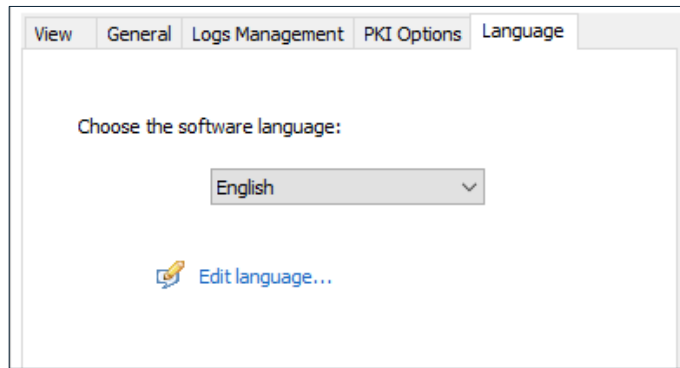 View General Logs Management PKI Options Language
Choose the software language:
English
Edit language...